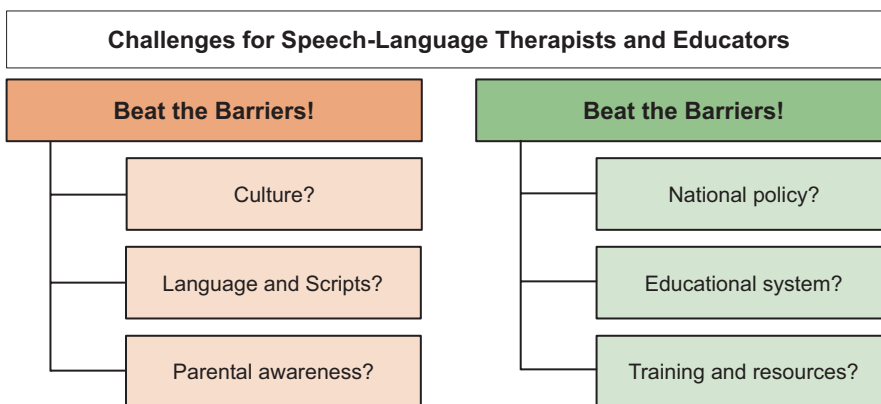 Challenges for Speech-Language Therapists and Educators
Beat the Barriers!
Culture?
Language and Scripts?
Parental awareness?
Beat the Barriers!
National policy?
Educational system?
Training and resources?